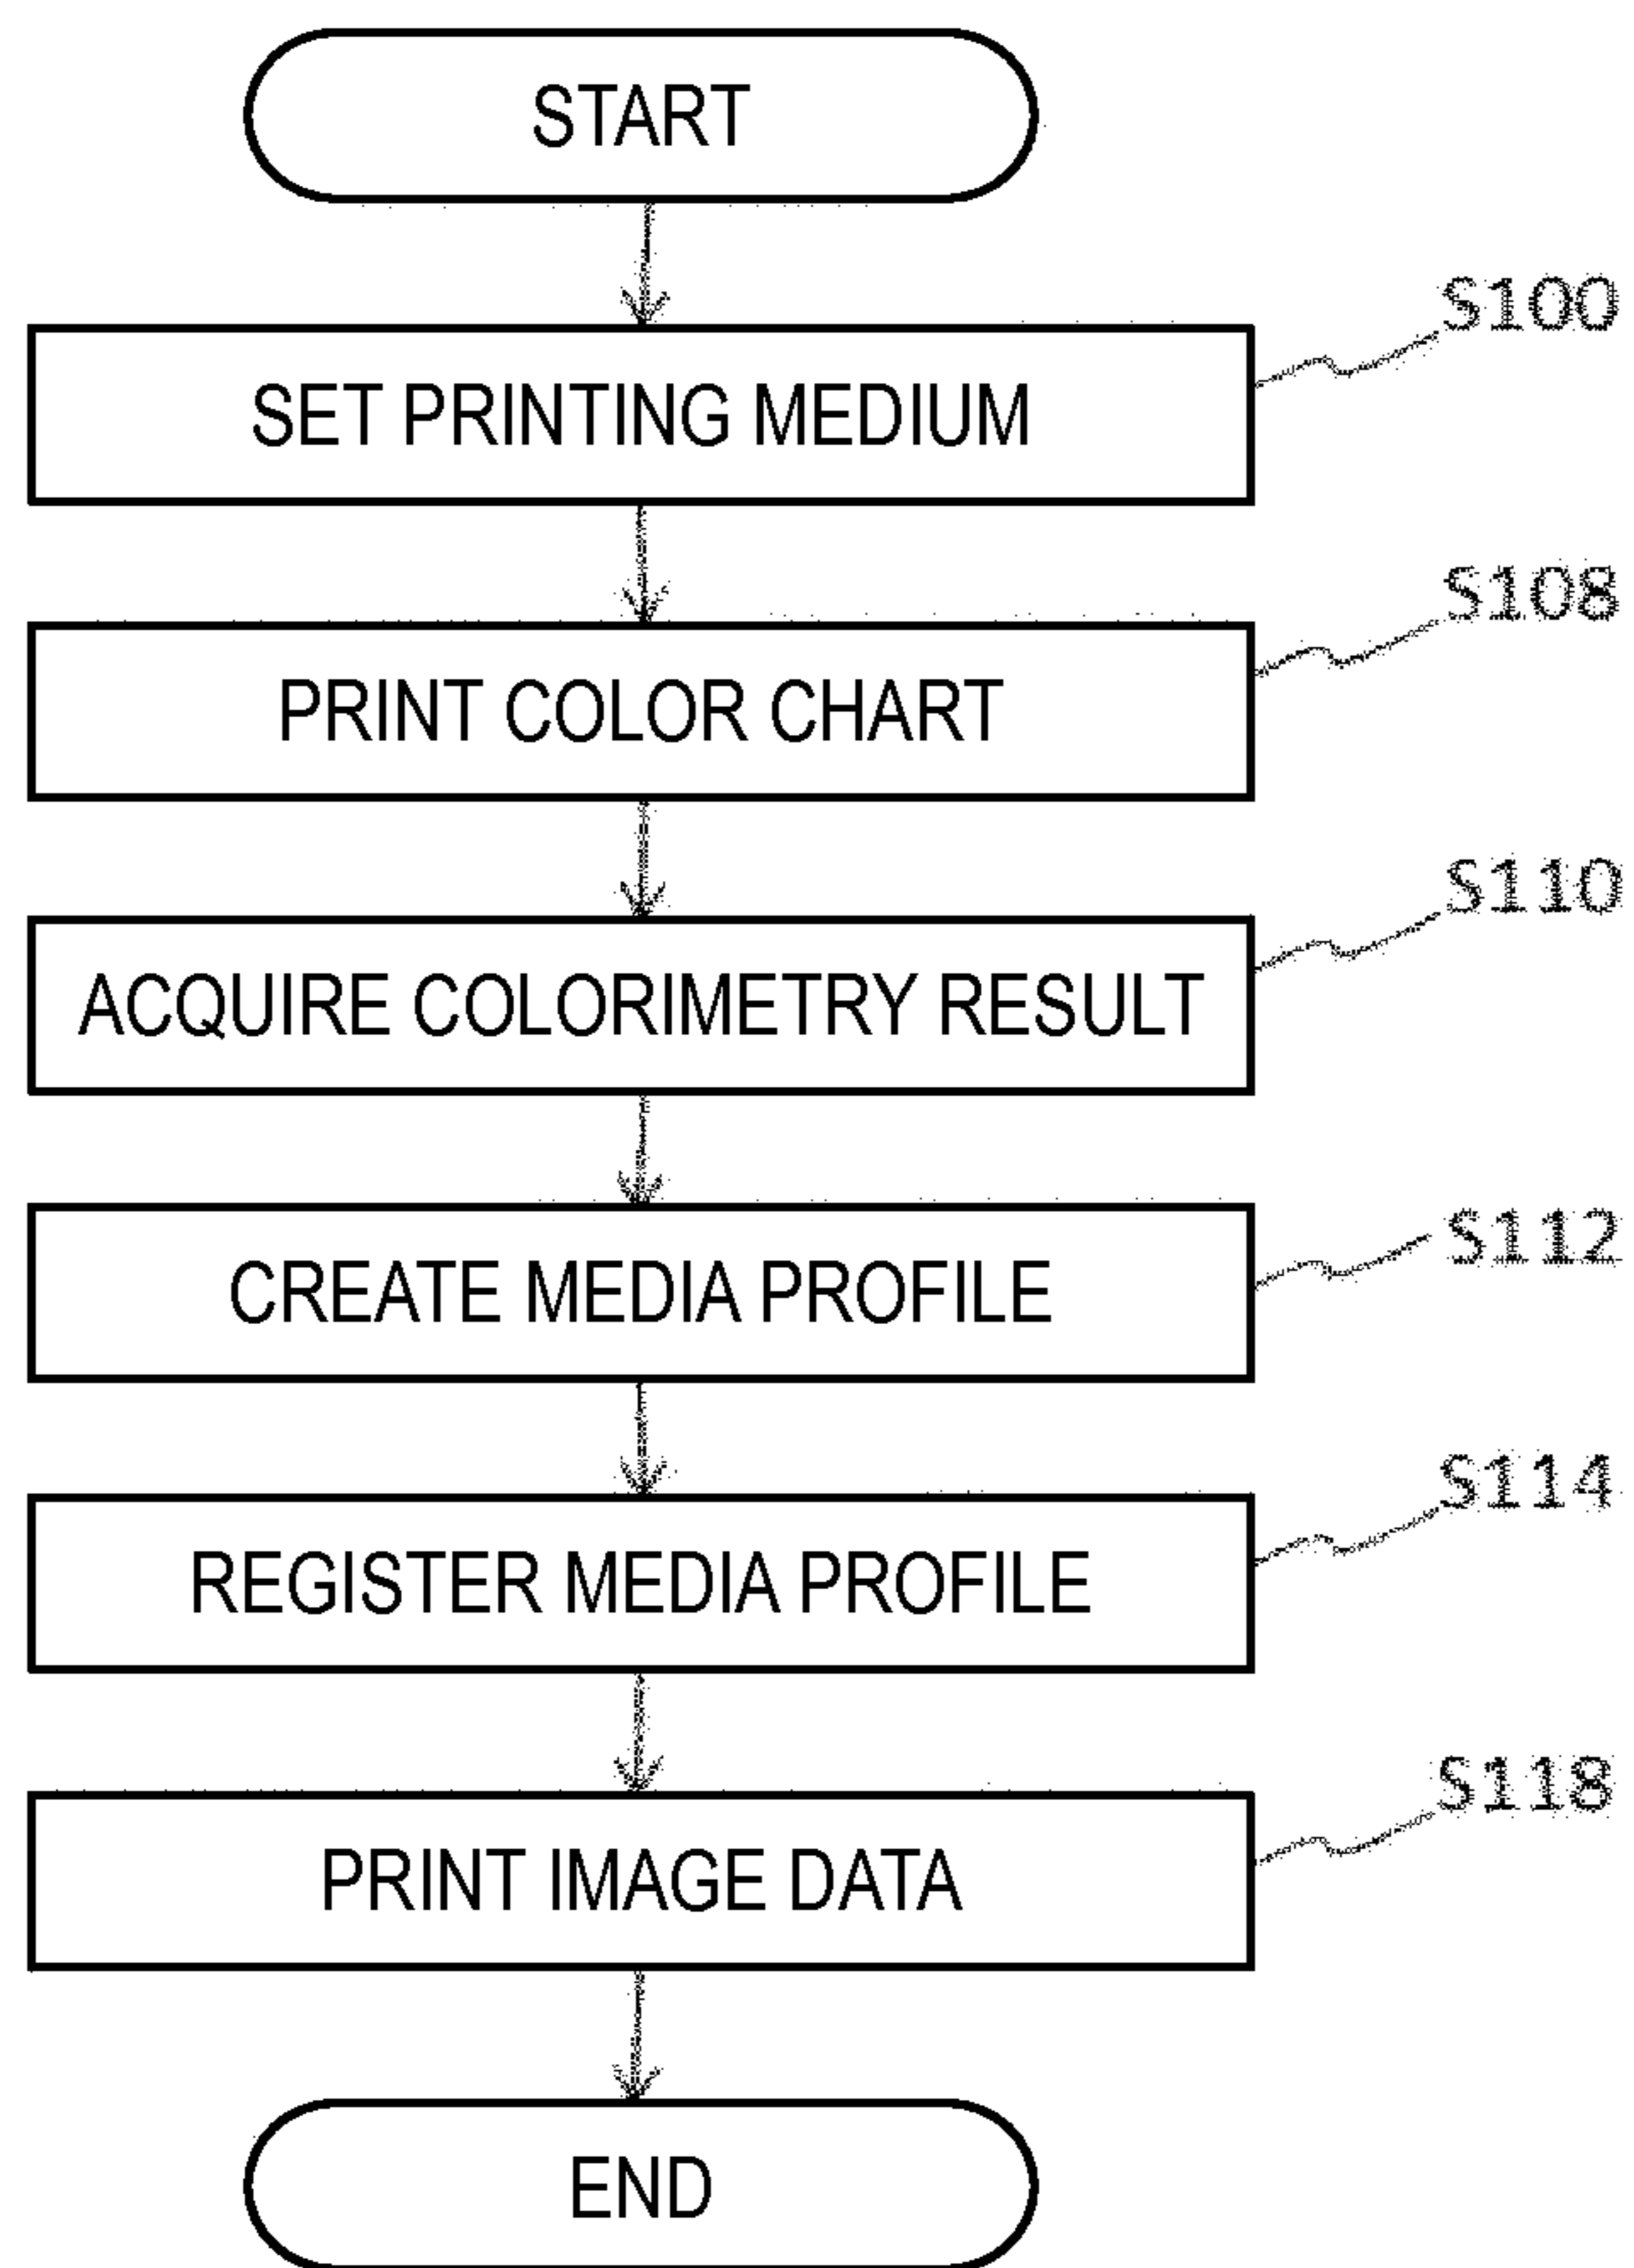 START
S100
SET PRINTING MEDIUM
S108
PRINT COLOR CHART
S110
ACQUIRE COLORIMETRY RESULT
S112
CREATE MEDIA PROFILE
S114
REGISTER MEDIA PROFILE
S118
PRINT IMAGE DATA
END